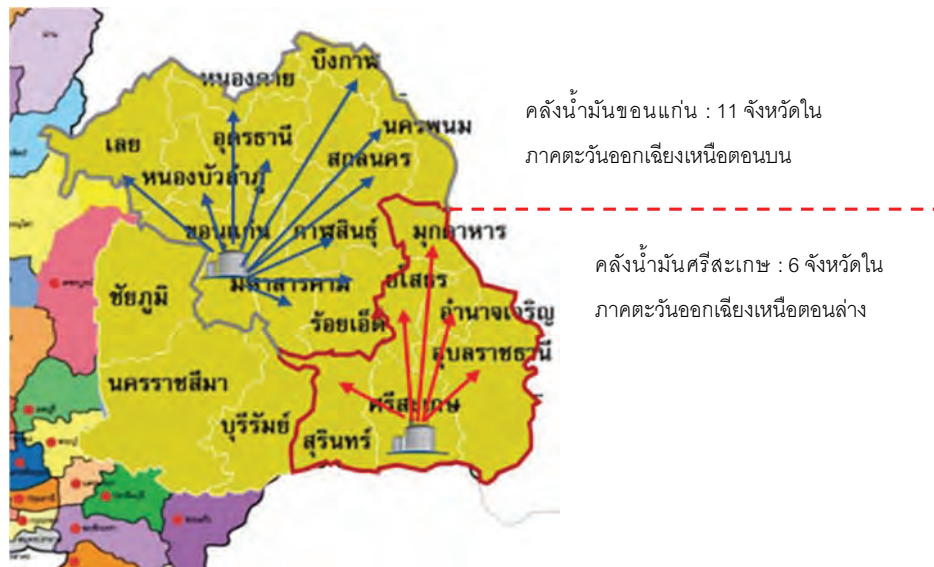 บึงกาฬ
หนองคาย
นครพนม
เลย
อุดรธานี
สกลนคร
หนองบัวลำภู
ขอนแก่น
กาฬสินธุ์
มุกดาหาร
มหาสารคาม
ยโสธร
ชัยภูมิ
ร้อยเอ็ด
อำนาจเจริญ
อุบลราชธานี
นครราชสีมา
ศรีสะเกษ
บุรีรัมย์
สุรินทร์
คลังน้ำมันขอนแก่น : 11 จังหวัดใน
ภาคตะวันออกเฉียงเหนือตอนบน
คลังน้ำมันศรีสะเกษ : 6 จังหวัดใน
ภาคตะวันออกเฉียงเหนือตอนล่าง